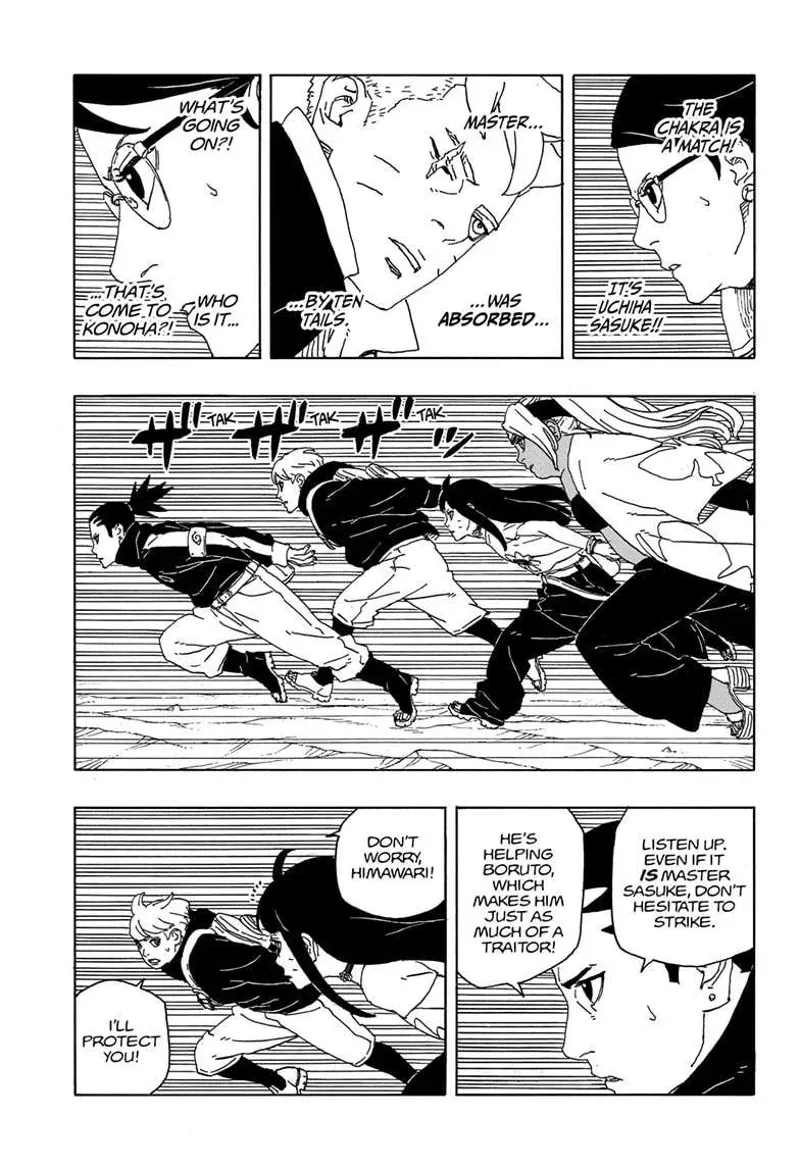 THE
CHAKRA IS
A MATCH!
IT'S
UCHIHA
SASUKE!!
MASTER...
...WAS
ABSORBED...
...BY TEN
TAILS.
WHAT'S
GOING
ON?!
WHO
IS IT...
...THAT'S
COME TO
KONOHA?!
ザッ
TAK
ザッ
TAK
ザッ
TAK
LISTEN UP.
EVEN IF IT
IS MASTER
SASUKE, DON'T
HESITATE TO
STRIKE.
HE'S
HELPING
BORUTO,
WHICH
MAKES HIM
JUST AS
MUCH OF A
TRAITOR!
DON'T
WORRY,
HIMAWARI!
I'LL
PROTECT
YOU!